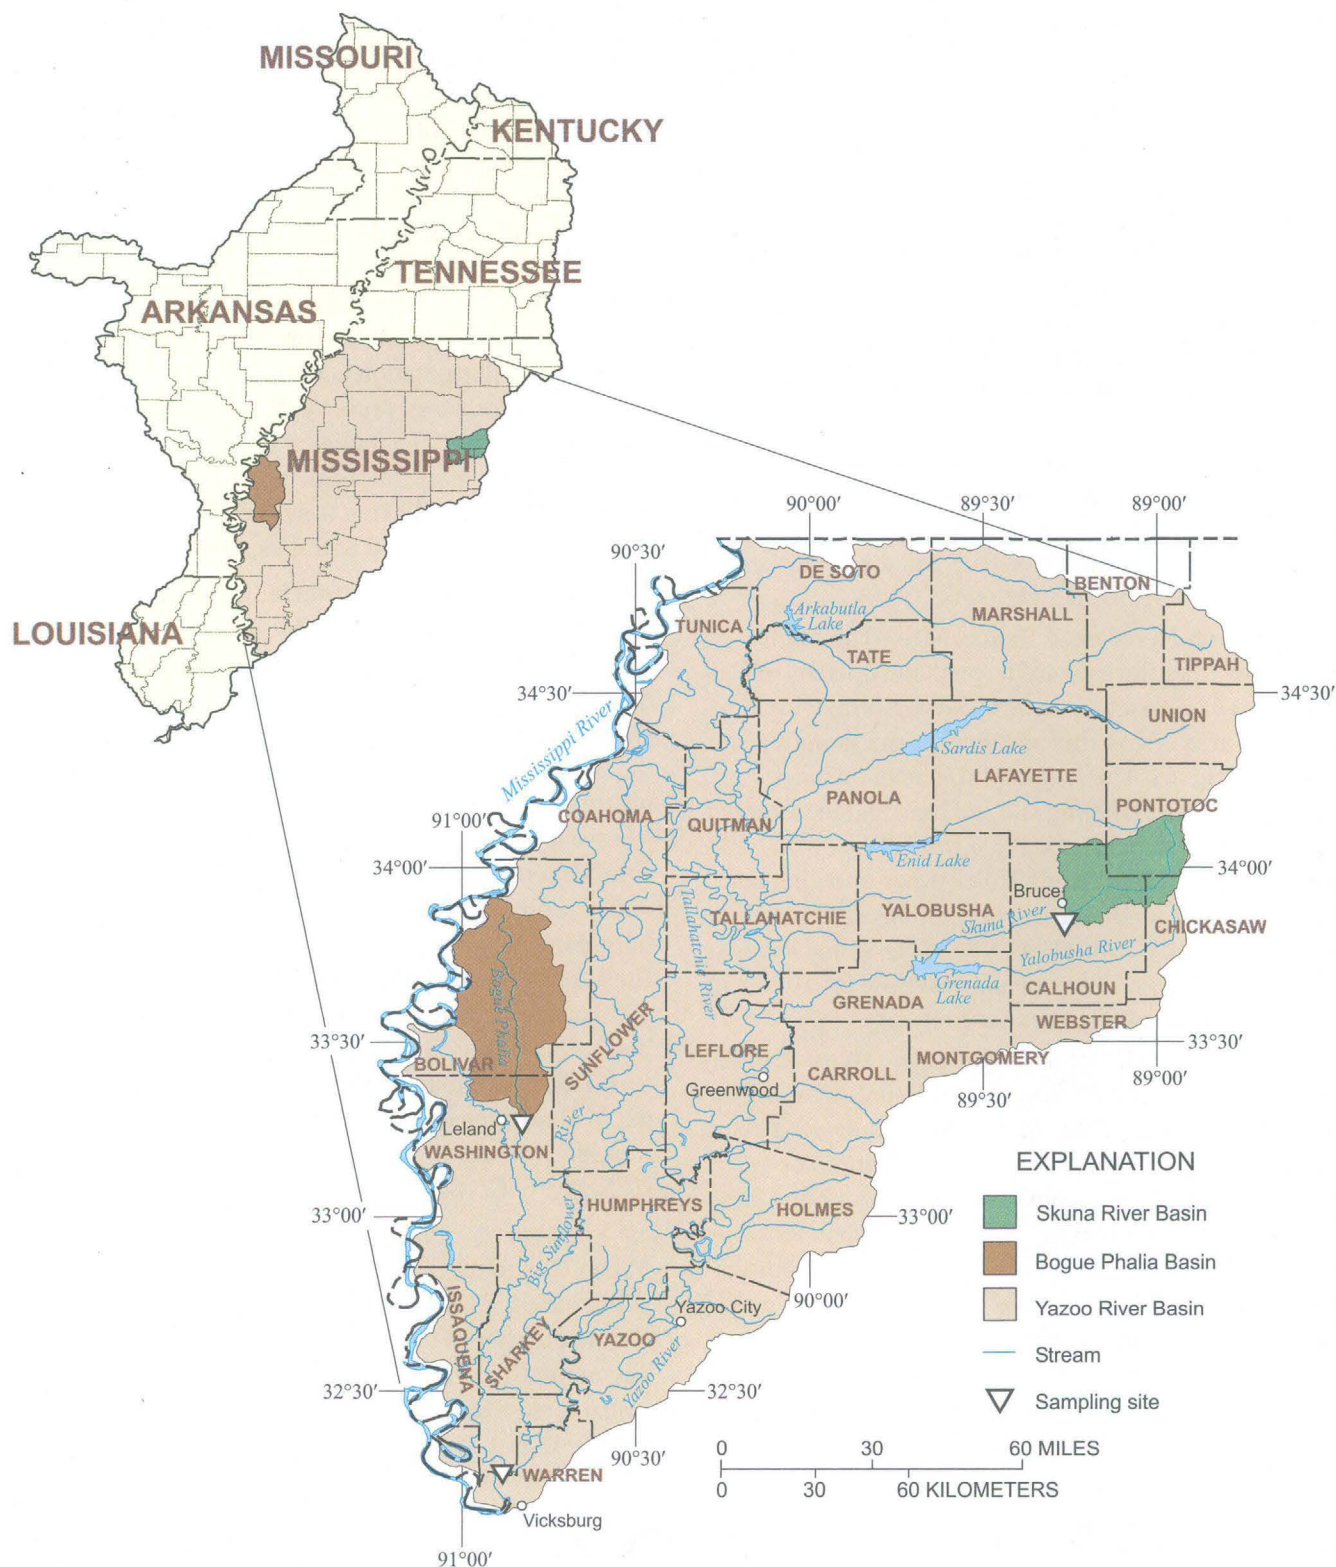 MISSOURI
KENTUCKY
TENNESSEE
ARKANSAS
MISSISSIPPI
LOUISIANA
90°00′
89°30′
89°00′
90°30′
DE SOTO
BENTON
MARSHALL
Arkabutla
Lake
TUNICA
TATE
TIPPAH
34°30′
34°30′
UNION
Mississippi River
Sardis Lake
LAFAYETTE
PANOLA
PONTOTOC
COAHOMA
QUITMAN
91°00′
34°00′
Enid Lake
34°00′
Bruce
Tallahatchie River
TALLAHATCHIE
YALOBUSHA
Skuna River
CHICKASAW
Yalobusha River
Bogue Phalia
Grenada
Lake
CALHOUN
GRENADA
WEBSTER
33°30′
SUNFLOWER
LEFLORE
33°30′
BOLIVAR
MONTGOMERY
CARROLL
89°00′
Greenwood
89°30′
Leland
River
WASHINGTON
EXPLANATION
HUMPHREYS
HOLMES
33°00′
33°00′
Skuna River Basin
Big Sunflower
Bogue Phalia Basin
90°00′
Yazoo City
Yazoo River Basin
ISSAQUENA
SHARKEY
YAZOO
Stream
Yazoo River
32°30′
32°30′
Sampling site
0 30 60 MILES
90°30′
WARREN
0 30 60 KILOMETERS
Vicksburg
91°00′